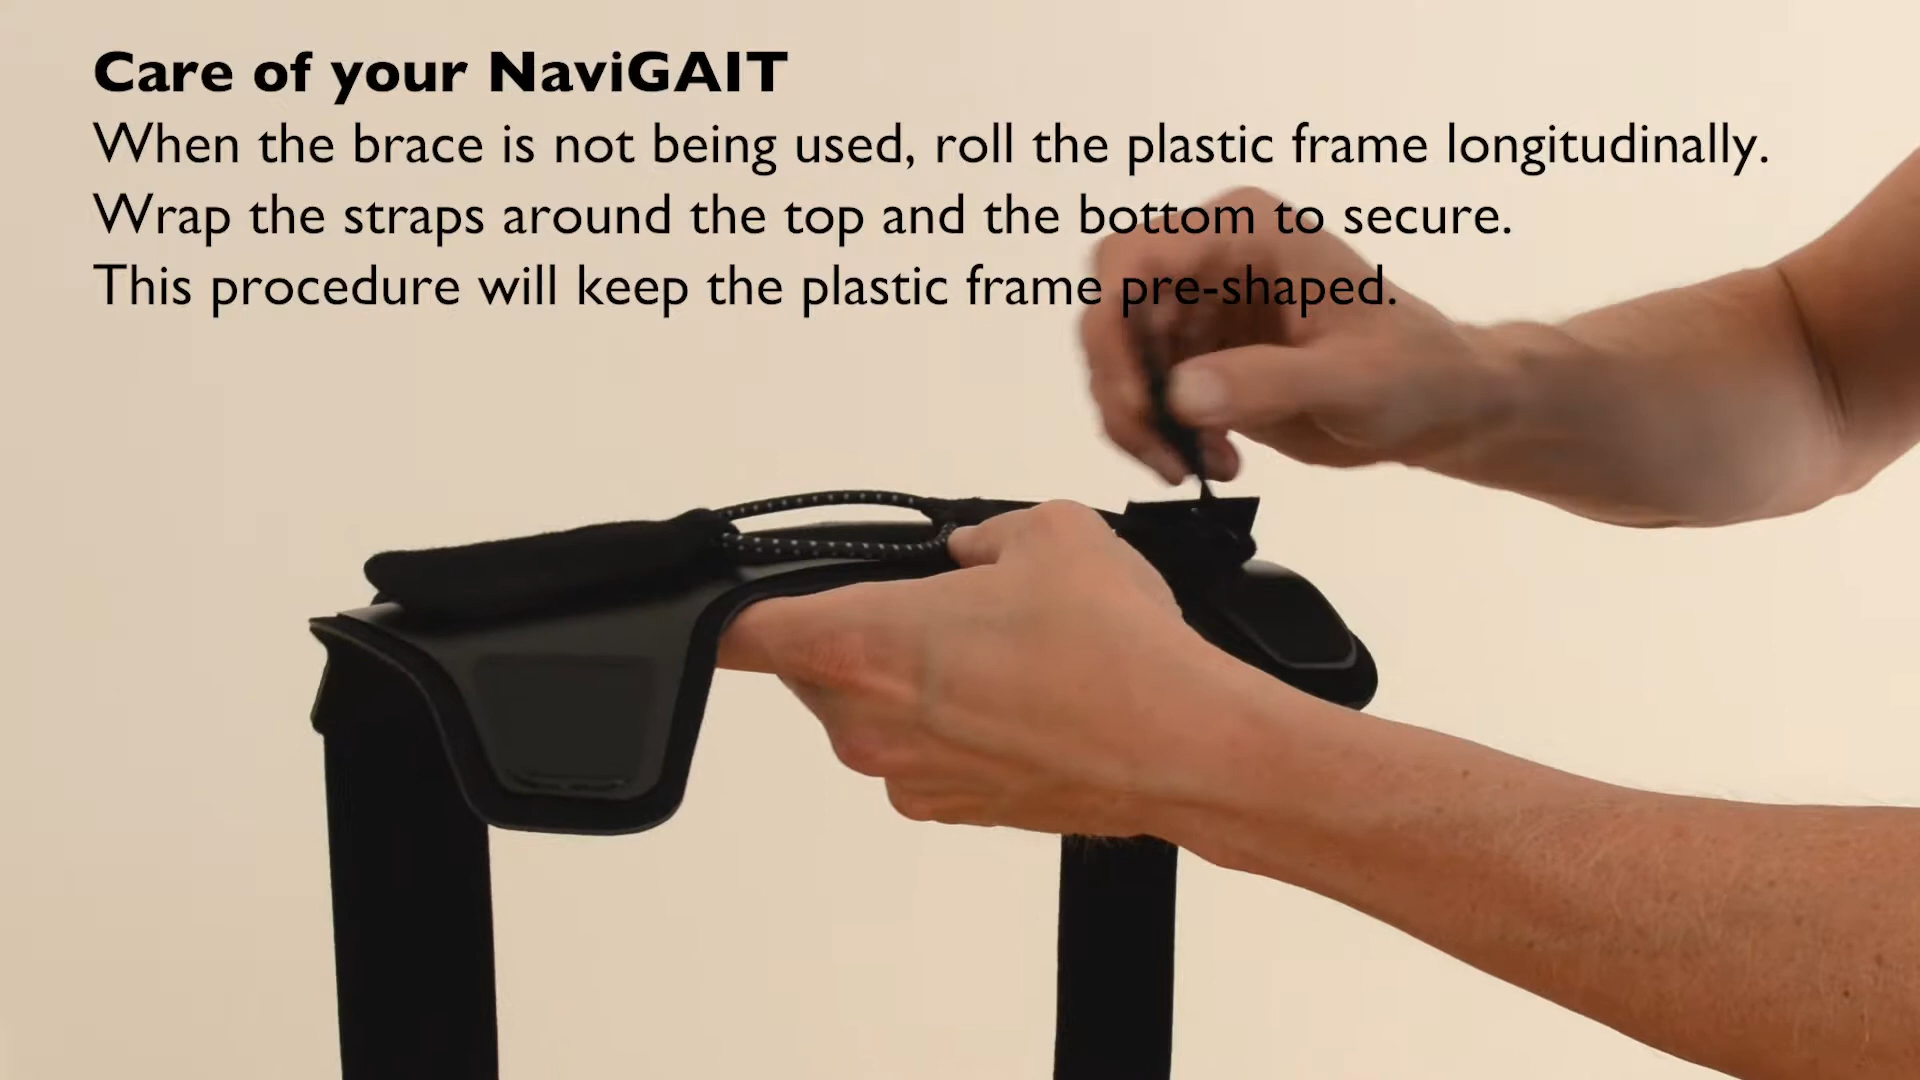 Care of your NaviGAIT
When the brace is not being used, roll the plastic frame longitudinally.
Wrap the straps around the top and the bottom to secure.
This procedure will keep the plastic frame pre-shaped.